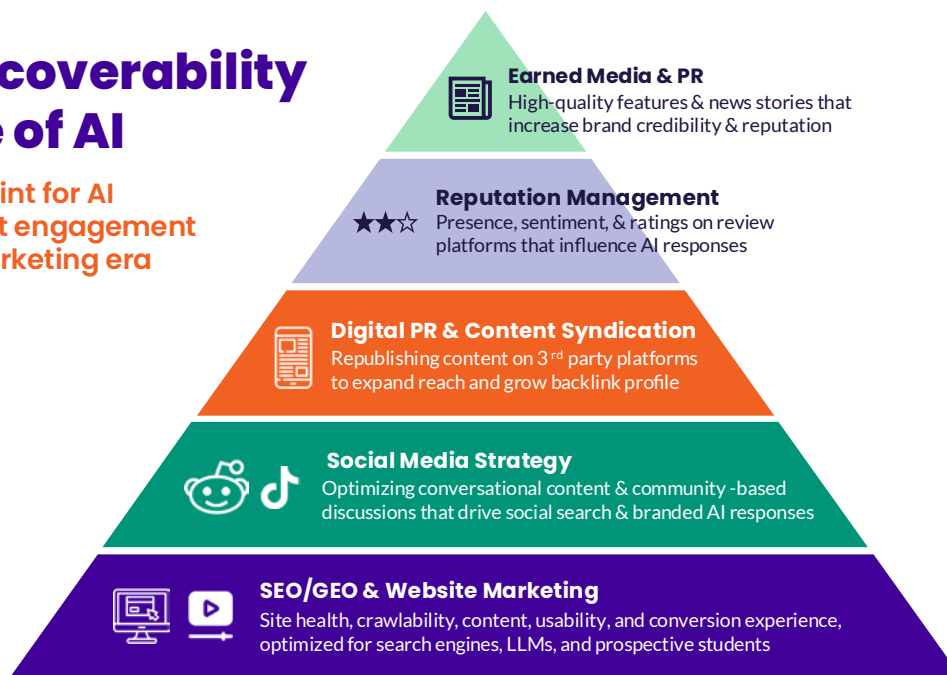 coverability
e of AI
int for AI
t engagement
rketing era
Earned Media & PR
High-quality features & news stories that
increase brand credibility & reputation
Reputation Management
Presence, sentiment, & ratings on review
platforms that influence AI responses
Digital PR & Content Syndication
Republishing content on 3rd party platforms
to expand reach and grow backlink profile
Social Media Strategy
Optimizing conversational content & community -based
discussions that drive social search & branded AI responses
SEO/GEO & Website Marketing
Site health, crawlability, content, usability, and conversion experience,
optimized for search engines, LLMs, and prospective students